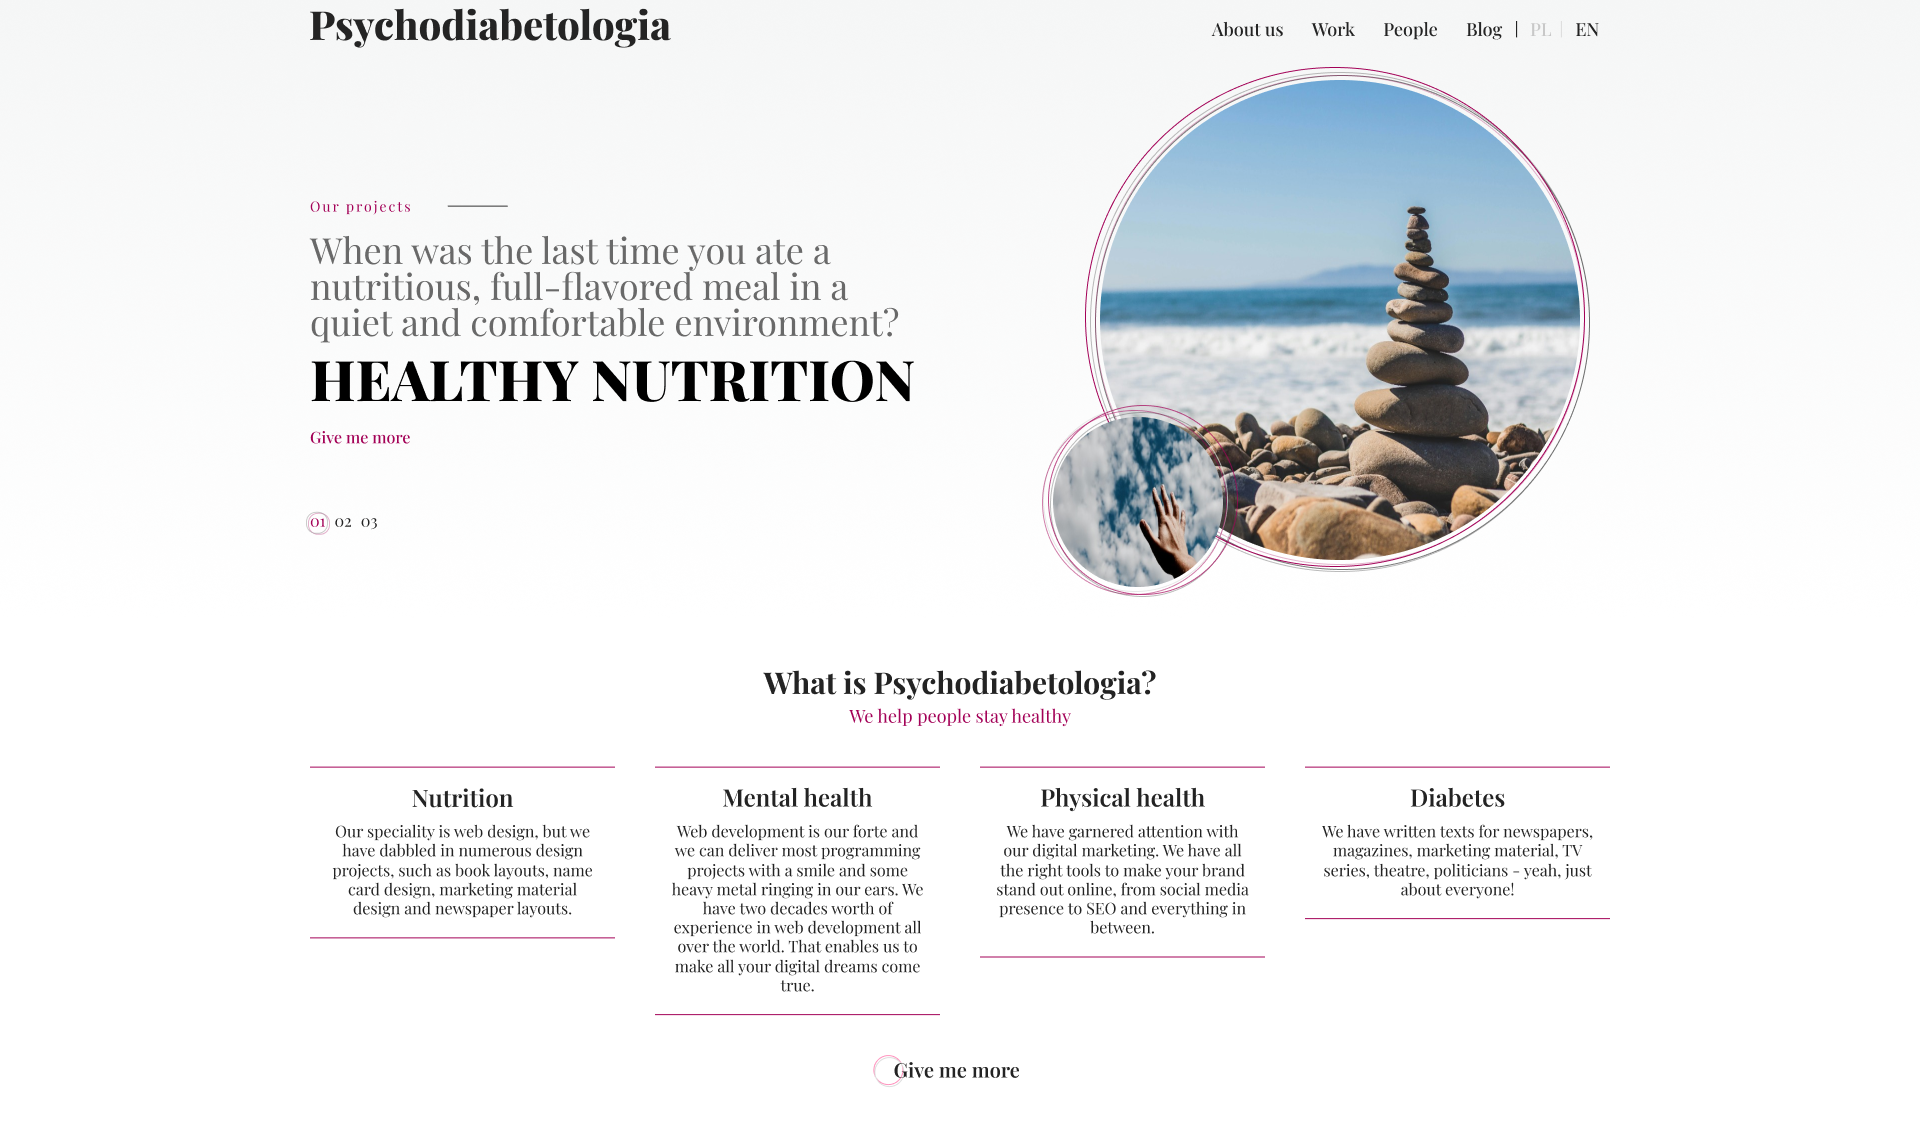 Psychodiabetologia
About us Work People Blog | PL | EN
Our projects
When was the last time you ate a
nutritious, full-flavored meal in a
quiet and comfortable environment?
HEALTHY NUTRITION
Give me more
01 02 03
What is Psychodiabetologia?
We help people stay healthy
Nutrition
Our speciality is web design, but we
have dabbled in numerous design
projects, such as book layouts, name
card design, marketing material
design and newspaper layouts.
Mental health
Web development is our forte and
we can deliver most programming
projects with a smile and some
heavy metal ringing in our ears. We
have two decades worth of
experience in web development all
over the world. That enables us to
make all your digital dreams come
true.
Physical health
We have garnered attention with
our digital marketing. We have all
the right tools to make your brand
stand out online, from social media
presence to SEO and everything in
between.
Diabetes
We have written texts for newspapers,
magazines, marketing material, TV
series, theatre, politicians - yeah, just
about everyone!
Give me more